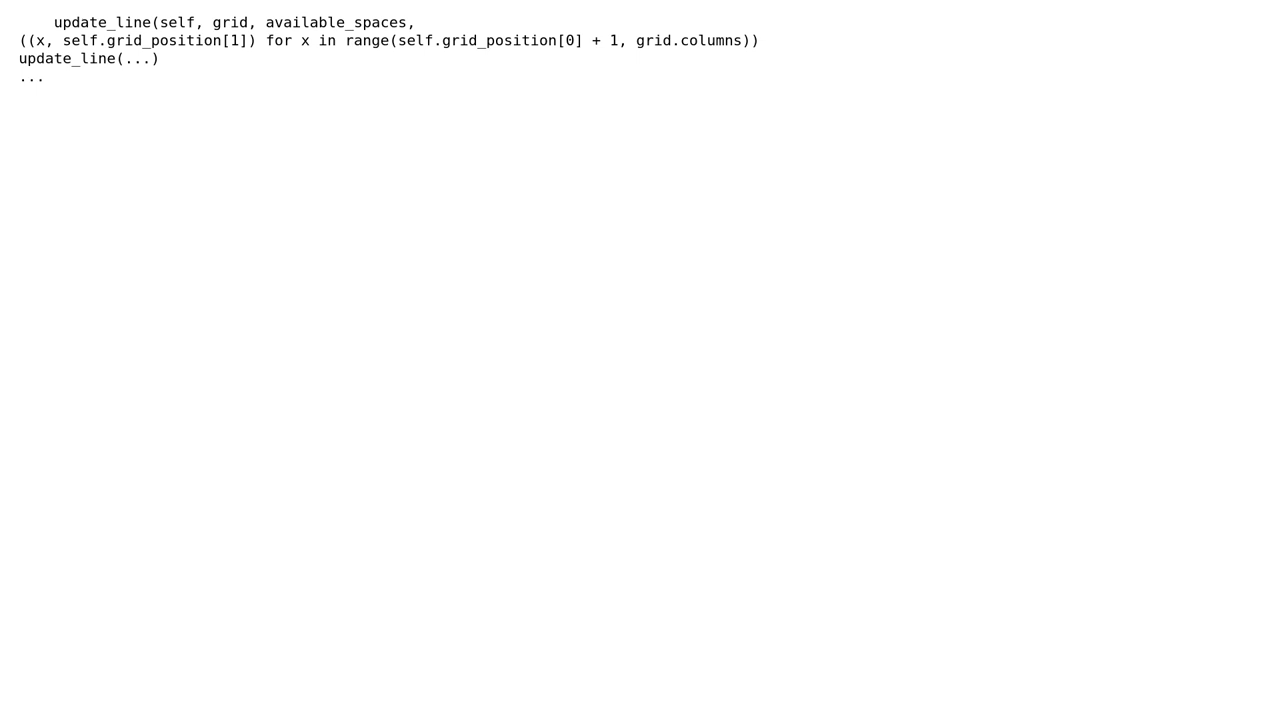 update_line(self, grid, available_spaces,
((x, self.grid_position[1]) for x in range(self.grid_position[0] + 1, grid.columns))
update_line(...)
...